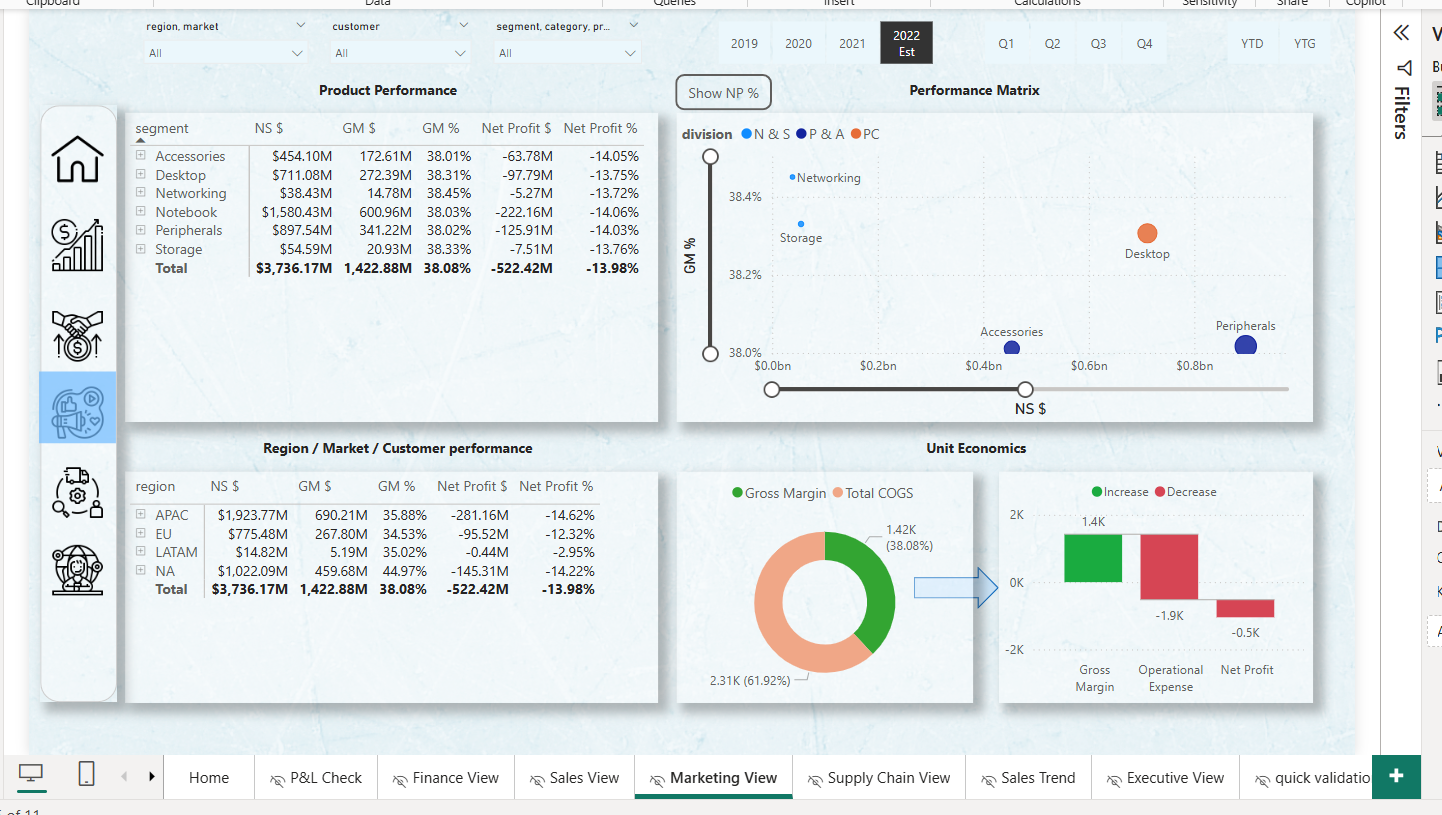 Clipboard Data Queries Insert Calculations Sensitivity Share Copilot
region, market customer segment, category, pr...
All All All
2019 2020 2021 2022 Est Q1 Q2 Q3 Q4 YTD YTG
Filters
Product Performance
segment NS $ GM $ GM % Net Profit $ Net Profit %
Accessories $454.10M 172.61M 38.01% -63.78M -14.05%
Desktop $711.08M 272.39M 38.31% -97.79M -13.75%
Networking $38.43M 14.78M 38.45% -5.27M -13.72%
Notebook $1,580.43M 600.96M 38.03% -222.16M -14.06%
Peripherals $897.54M 341.22M 38.02% -125.91M -14.03%
Storage $54.59M 20.93M 38.33% -7.51M -13.76%
Total $3,736.17M 1,422.88M 38.08% -522.42M -13.98%
Show NP %
Performance Matrix
division N & S P & A PC
GM %
38.4%
38.2%
38.0%
Networking
Storage
Desktop
Accessories
Peripherals
$0.0bn $0.2bn $0.4bn $0.6bn $0.8bn
NS $
Region / Market / Customer performance
region NS $ GM $ GM % Net Profit $ Net Profit %
APAC $1,923.77M 690.21M 35.88% -281.16M -14.62%
EU $775.48M 267.80M 34.53% -95.52M -12.32%
LATAM $14.82M 5.19M 35.02% -0.44M -2.95%
NA $1,022.09M 459.68M 44.97% -145.31M -14.22%
Total $3,736.17M 1,422.88M 38.08% -522.42M -13.98%
Unit Economics
Gross Margin Total COGS
1.42K
(38.08%)
2.31K (61.92%)
Increase Decrease
2K
0K
-2K
1.4K
-1.9K
-0.5K
Gross Margin
Operational Expense
Net Profit
Home P&L Check Finance View Sales View Marketing View Supply Chain View Sales Trend Executive View quick validatio
of 11